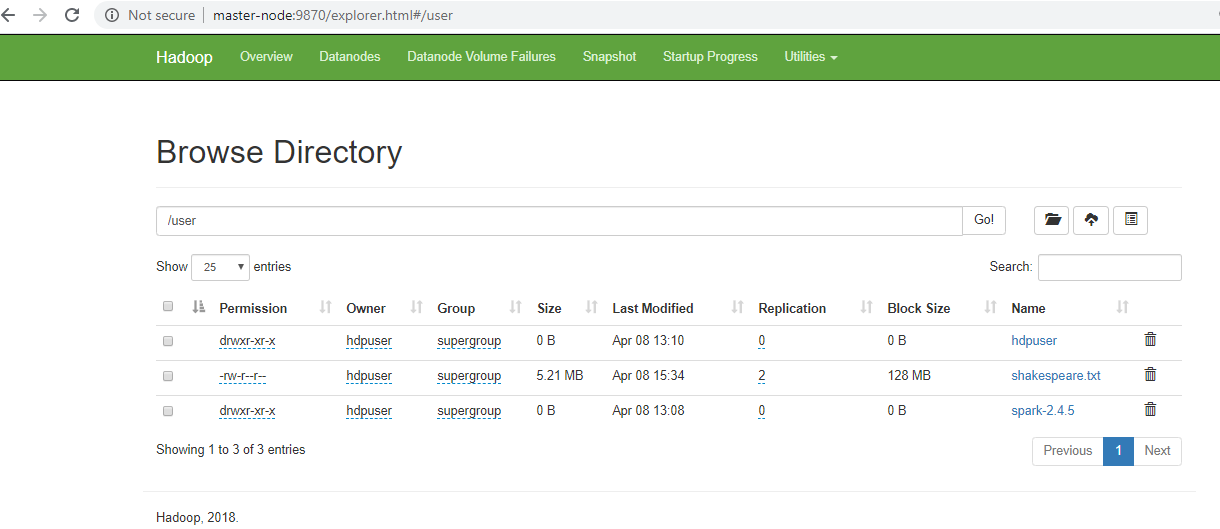 Not secure | master-node:9870/explorer.html#/user
Hadoop Overview Datanodes Datanode Volume Failures Snapshot Startup Progress Utilities
Browse Directory
/user Go!
Show 25 entries Search:
Permission Owner Group Size Last Modified Replication Block Size Name
drwxr-xr-x hdpuser supergroup 0 B Apr 08 13:10 0 0 B hdpuser
-rw-r--r-- hdpuser supergroup 5.21 MB Apr 08 15:34 2 128 MB shakespeare.txt
drwxr-xr-x hdpuser supergroup 0 B Apr 08 13:08 0 0 B spark-2.4.5
Showing 1 to 3 of 3 entries Previous 1 Next
Hadoop, 2018.